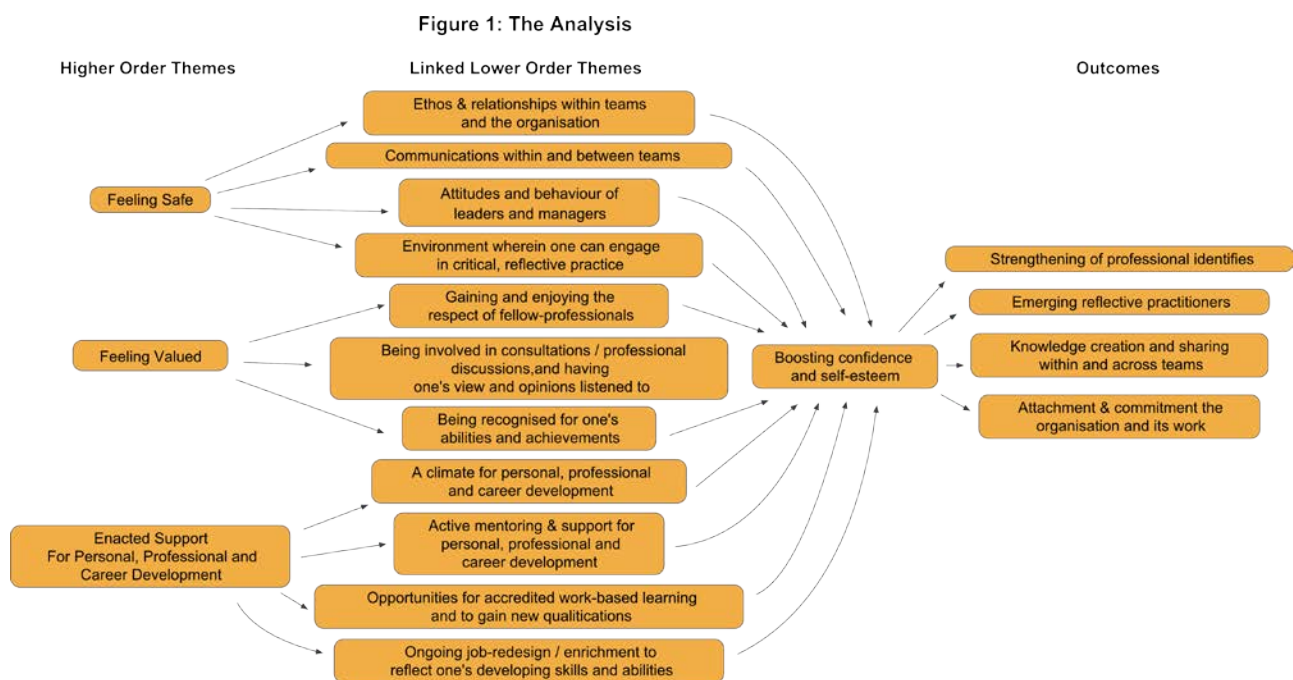 Figure 1: The Analysis
Higher Order Themes
Linked Lower Order Themes
Outcomes
Ethos & relationships within teams
and the organisation
Communications within and between teams
Feeling Safe
Attitudes and behaviour of
leaders and managers
Environment wherein one can engage
in critical, reflective practice
Gaining and enjoying the
respect of fellow-professionals
Feeling Valued
Being involved in consultations / professional
discussions,and having
one's view and opinions listened to
Being recognised for one's
abilities and achievements
A climate for personal, professional
and career development
Enacted Support
For Personal, Professional and
Career Development
Active mentoring & support for
personal, professional and
career development
Opportunities for accredited work-based learning
and to gain new qualitications
Ongoing job-redesign / enrichment to
reflect one's developing skills and abilities
Boosting confidence
and self-esteem
Strengthening of professional identifies
Emerging reflective practitioners
Knowledge creation and sharing
within and across teams
Attachment & commitment the
organisation and its work